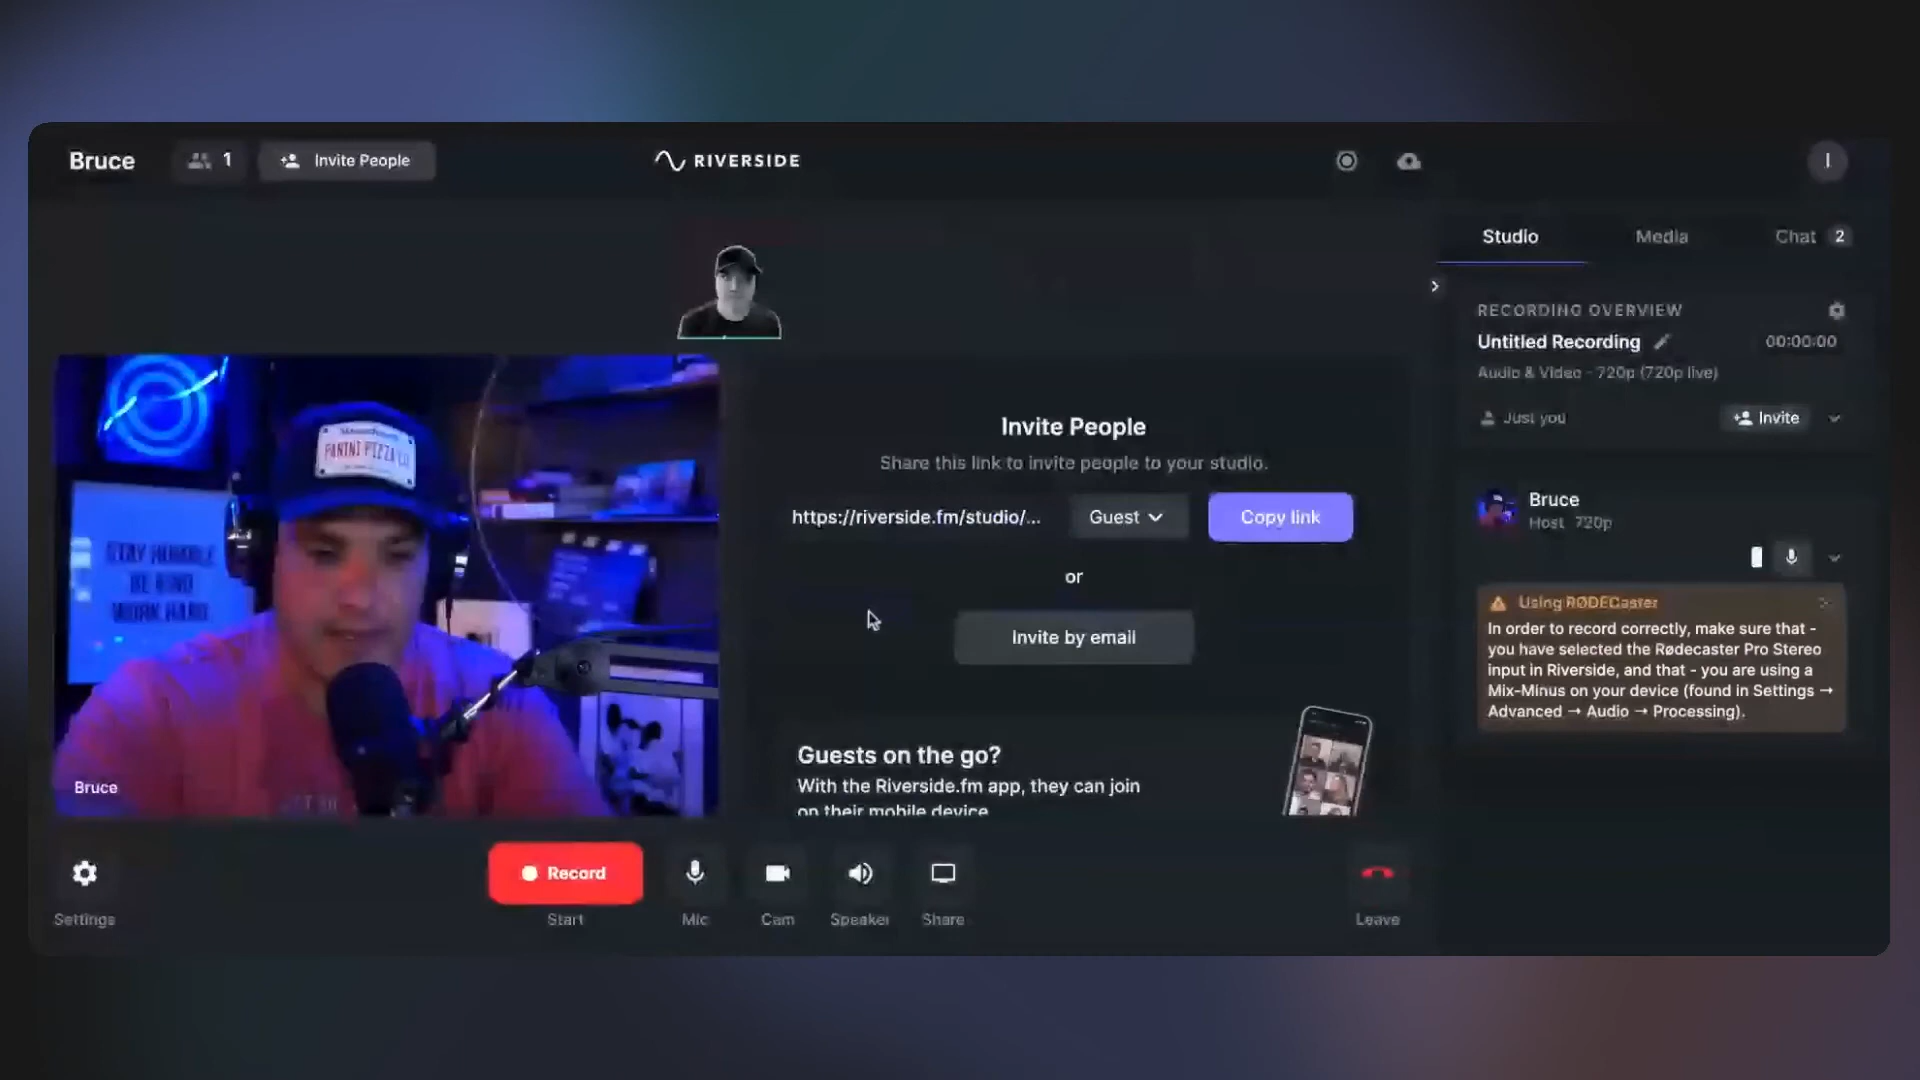 Bruce
1
Invite People
RIVERSIDE
I
Studio
Media
Chat 2
RECORDING OVERVIEW
Untitled Recording
00:00:00
Audio & Video - 720p (720p live)
Just you
Invite
Invite People
Share this link to invite people to your studio.
https://riverside.fm/studio/...
Guest
Copy link
or
Invite by email
Bruce
Host 720p
Using RØDECaster
In order to record correctly, make sure that -
you have selected the Rødecaster Pro Stereo
input in Riverside, and that - you are using a
Mix-Minus on your device (found in Settings →
Advanced → Audio → Processing).
PANINI PIZZA CO
STAY HUMBLE
BE KIND
WORK HARD
Guests on the go?
With the Riverside.fm app, they can join
on their mobile device
Bruce
Record
Settings
Start
Mic
Cam
Speaker
Share
Leave